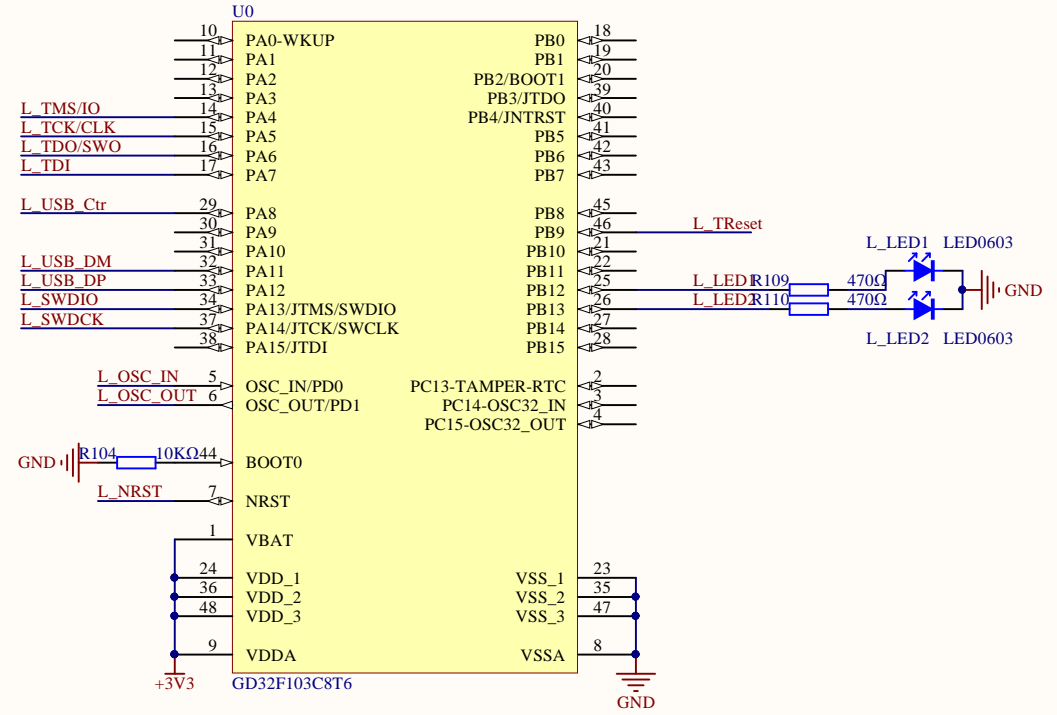 U0
10 PA0-WKUP PB0 18
11 PA1 PB1 19
12 PA2 PB2/BOOT1 20
13 PA3 PB3/JTDO 39
L_TMS/IO 14 PA4 PB4/JNTRST 40
L_TCK/CLK 15 PA5 PB5 41
L_TDO/SWO 16 PA6 PB6 42
L_TDI 17 PA7 PB7 43
L_USB_Ctr 29 PA8 PB8 45
30 PA9 PB9 46 L_TReset
31 PA10 PB10 21 L_LED1 LED0603
L_USB_DM 32 PA11 PB11 22
L_USB_DP 33 PA12 PB12 25 L_LED1 R109 470Ω GND
L_SWDIO 34 PA13/JTMS/SWDIO PB13 26 L_LED2 R110 470Ω
L_SWDCK 37 PA14/JTCK/SWCLK PB14 27
38 PA15/JTDI PB15 28 L_LED2 LED0603
L_OSC_IN 5 OSC_IN/PD0 PC13-TAMPER-RTC 2
L_OSC_OUT 6 OSC_OUT/PD1 PC14-OSC32_IN 3
PC15-OSC32_OUT 4
GND R104 10KΩ 44 BOOT0
L_NRST 7 NRST
1 VBAT
24 VDD_1 VSS_1 23
36 VDD_2 VSS_2 35
48 VDD_3 VSS_3 47
9 VDDA VSSA 8
+3V3 GD32F103C8T6
GND